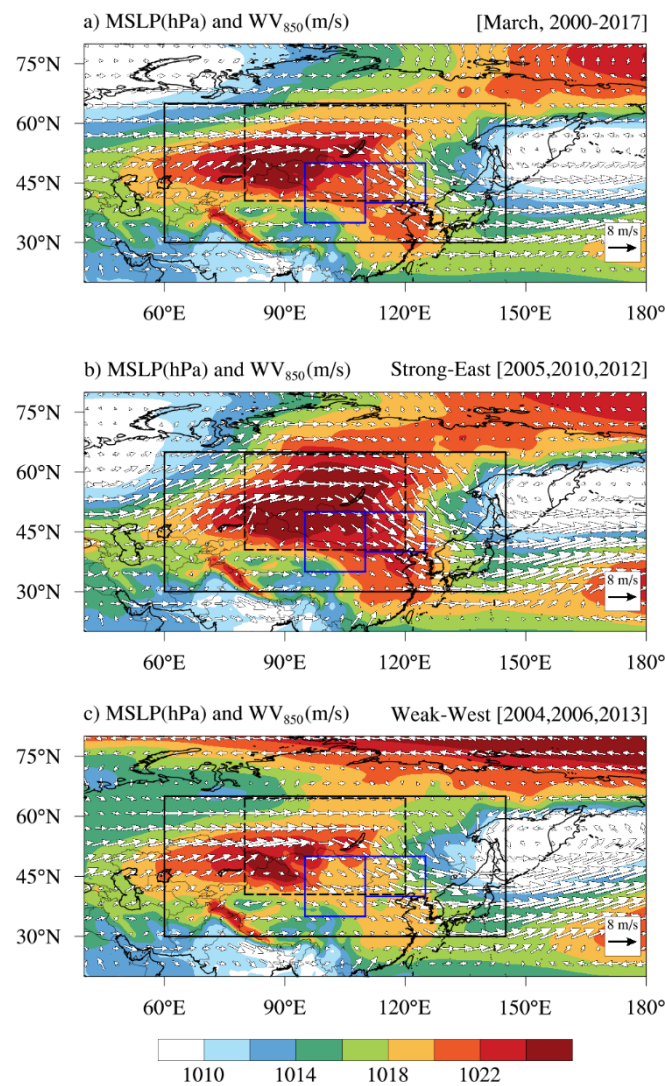 a) MSLP(hPa) and WV850(m/s) [March, 2000-2017]
75°N
60°N
45°N
30°N
8 m/s
60°E 90°E 120°E 150°E 180°
b) MSLP(hPa) and WV850(m/s) Strong-East [2005,2010,2012]
75°N
60°N
45°N
30°N
8 m/s
60°E 90°E 120°E 150°E 180°
c) MSLP(hPa) and WV850(m/s) Weak-West [2004,2006,2013]
75°N
60°N
45°N
30°N
8 m/s
60°E 90°E 120°E 150°E 180°
1010 1014 1018 1022